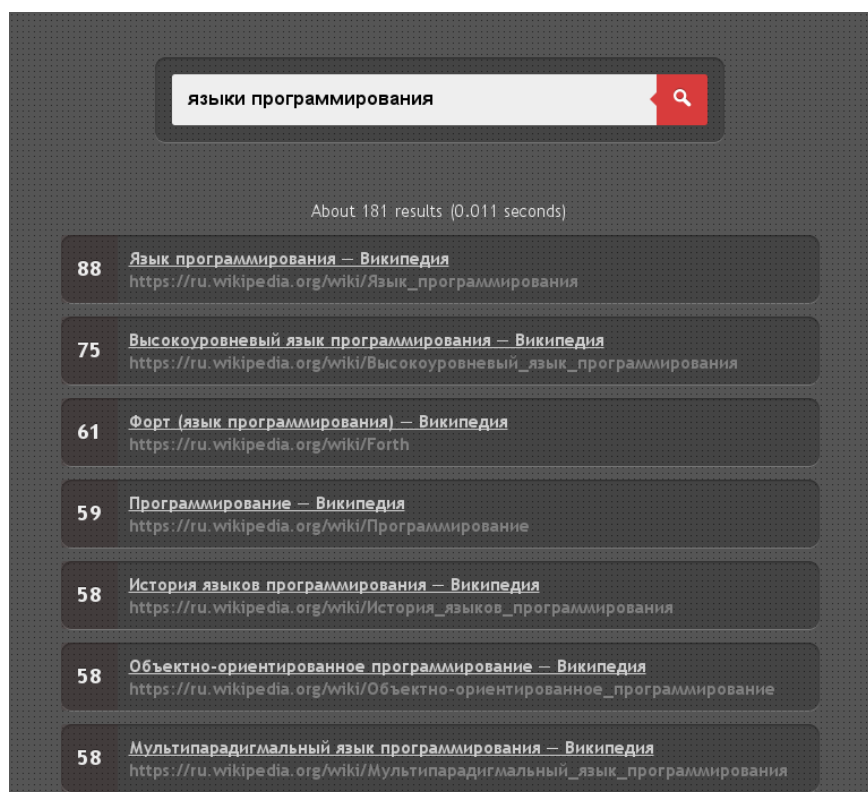 языки программирования
About 181 results (0.011 seconds)
88
Язык программирования — Википедия
https://ru.wikipedia.org/wiki/Язык_программирования
75
Высокоуровневый язык программирования — Википедия
https://ru.wikipedia.org/wiki/Высокоуровневый_язык_программирования
61
Форт (язык программирования) — Википедия
https://ru.wikipedia.org/wiki/Forth
59
Программирование — Википедия
https://ru.wikipedia.org/wiki/Программирование
58
История языков программирования — Википедия
https://ru.wikipedia.org/wiki/История_языков_программирования
58
Объектно-ориентированное программирование — Википедия
https://ru.wikipedia.org/wiki/Объектно-ориентированное_программирование
58
Мультипарадигмальный язык программирования — Википедия
https://ru.wikipedia.org/wiki/Мультипарадигмальный_язык_программирования